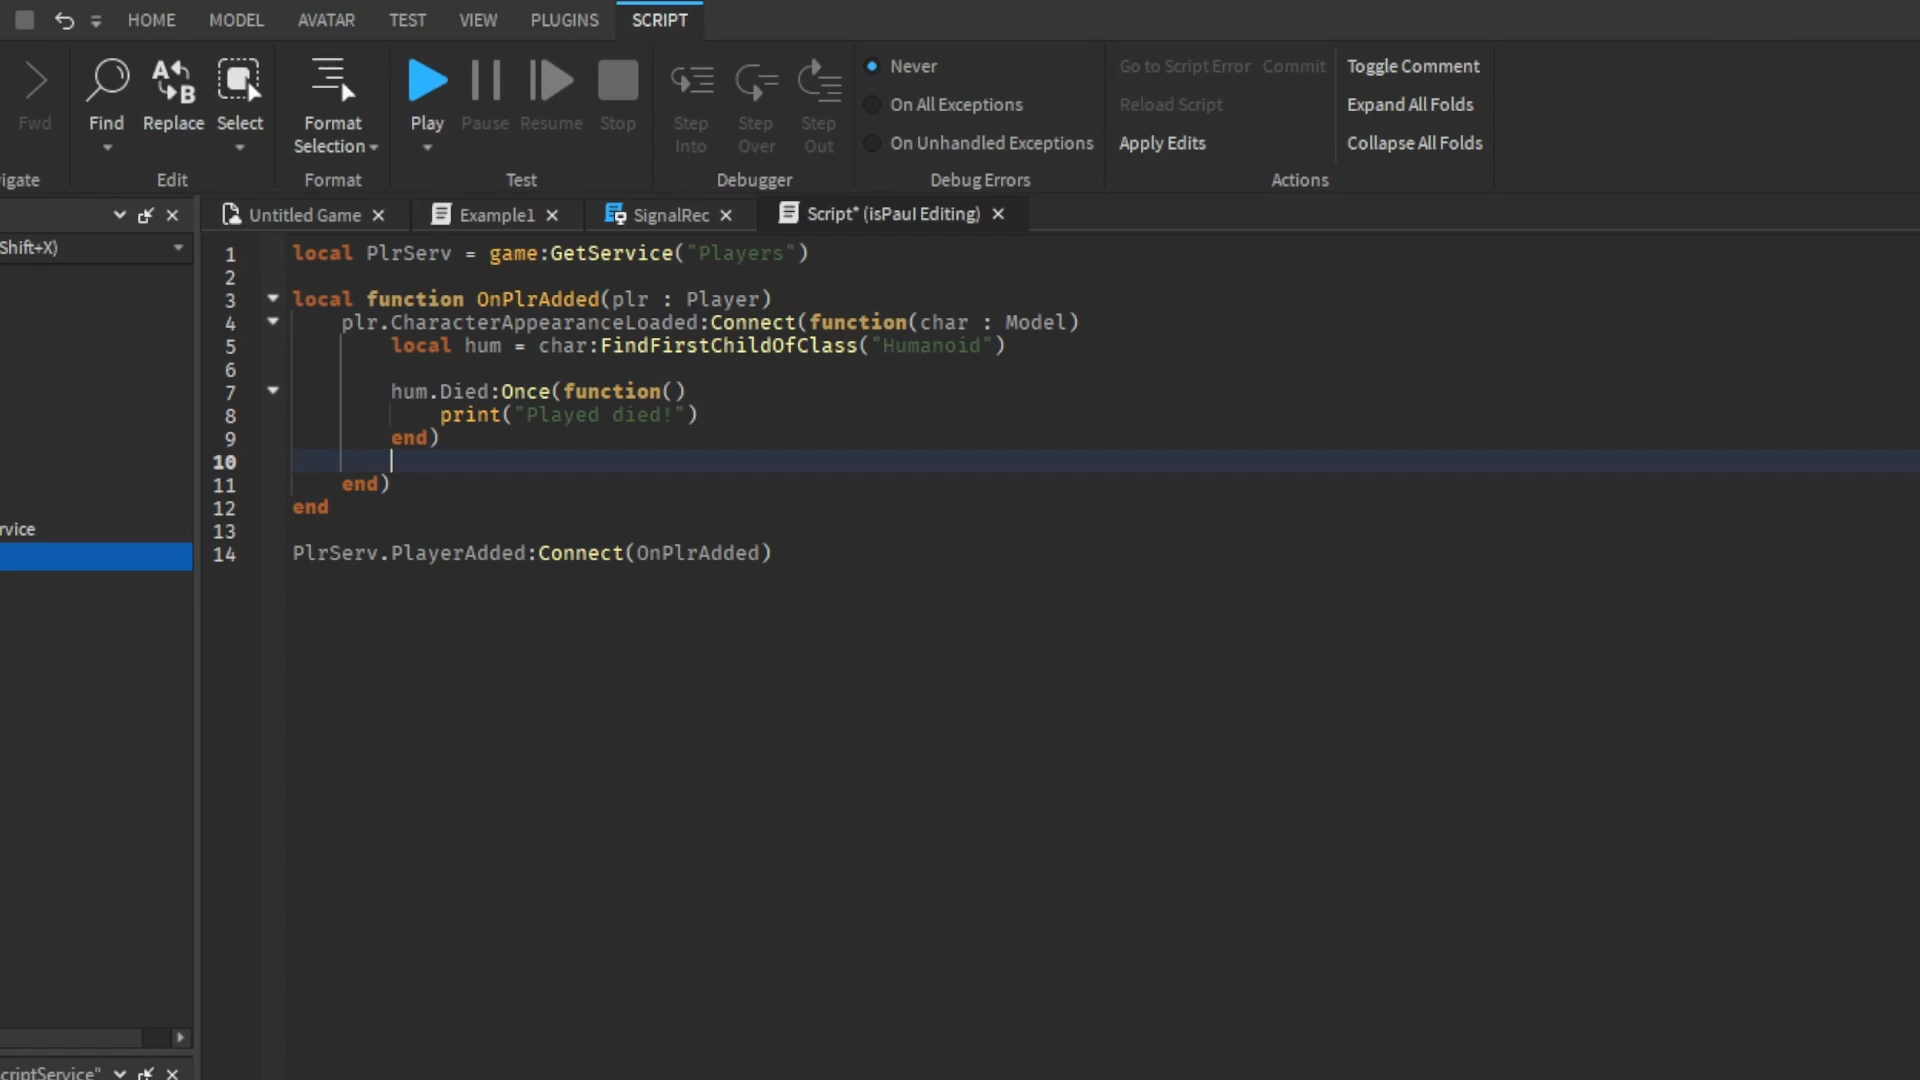 HOME MODEL AVATAR TEST VIEW PLUGINS SCRIPT
Fwd
Find
Replace
Select
Format
Selection
Play
Pause
Resume
Stop
Step
Into
Step
Over
Step
Out
Never
On All Exceptions
On Unhandled Exceptions
Go to Script Error Commit
Reload Script
Apply Edits
Toggle Comment
Expand All Folds
Collapse All Folds
igate
Edit
Format
Test
Debugger
Debug Errors
Actions
Untitled Game
Example1
SignalRec
Script* (isPaul Editing)
Shift+X)
rvice
criptService"
1 local PlrServ = game:GetService("Players")
2
3 local function OnPlrAdded(plr : Player)
4 plr.CharacterAppearanceLoaded:Connect(function(char : Model)
5 local hum = char:FindFirstChildOfClass("Humanoid")
6
7 hum.Died:Once(function()
8 print("Played died!")
9 end)
10
11 end)
12 end
13
14 PlrServ.PlayerAdded:Connect(OnPlrAdded)